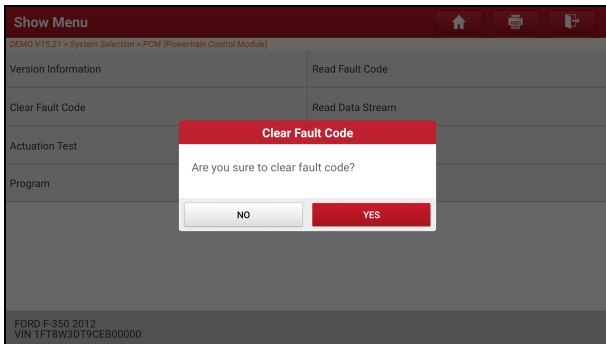 Show Menu
DEMO V15.21 > System Selection > PCM (Powertrain Control Module)
Version Information
Read Fault Code
Clear Fault Code
Read Data Stream
Actuation Test
Program
Clear Fault Code
Are you sure to clear fault code?
NO
YES
FORD F-350 2012
VIN 1FT8W3DT9CEB00000